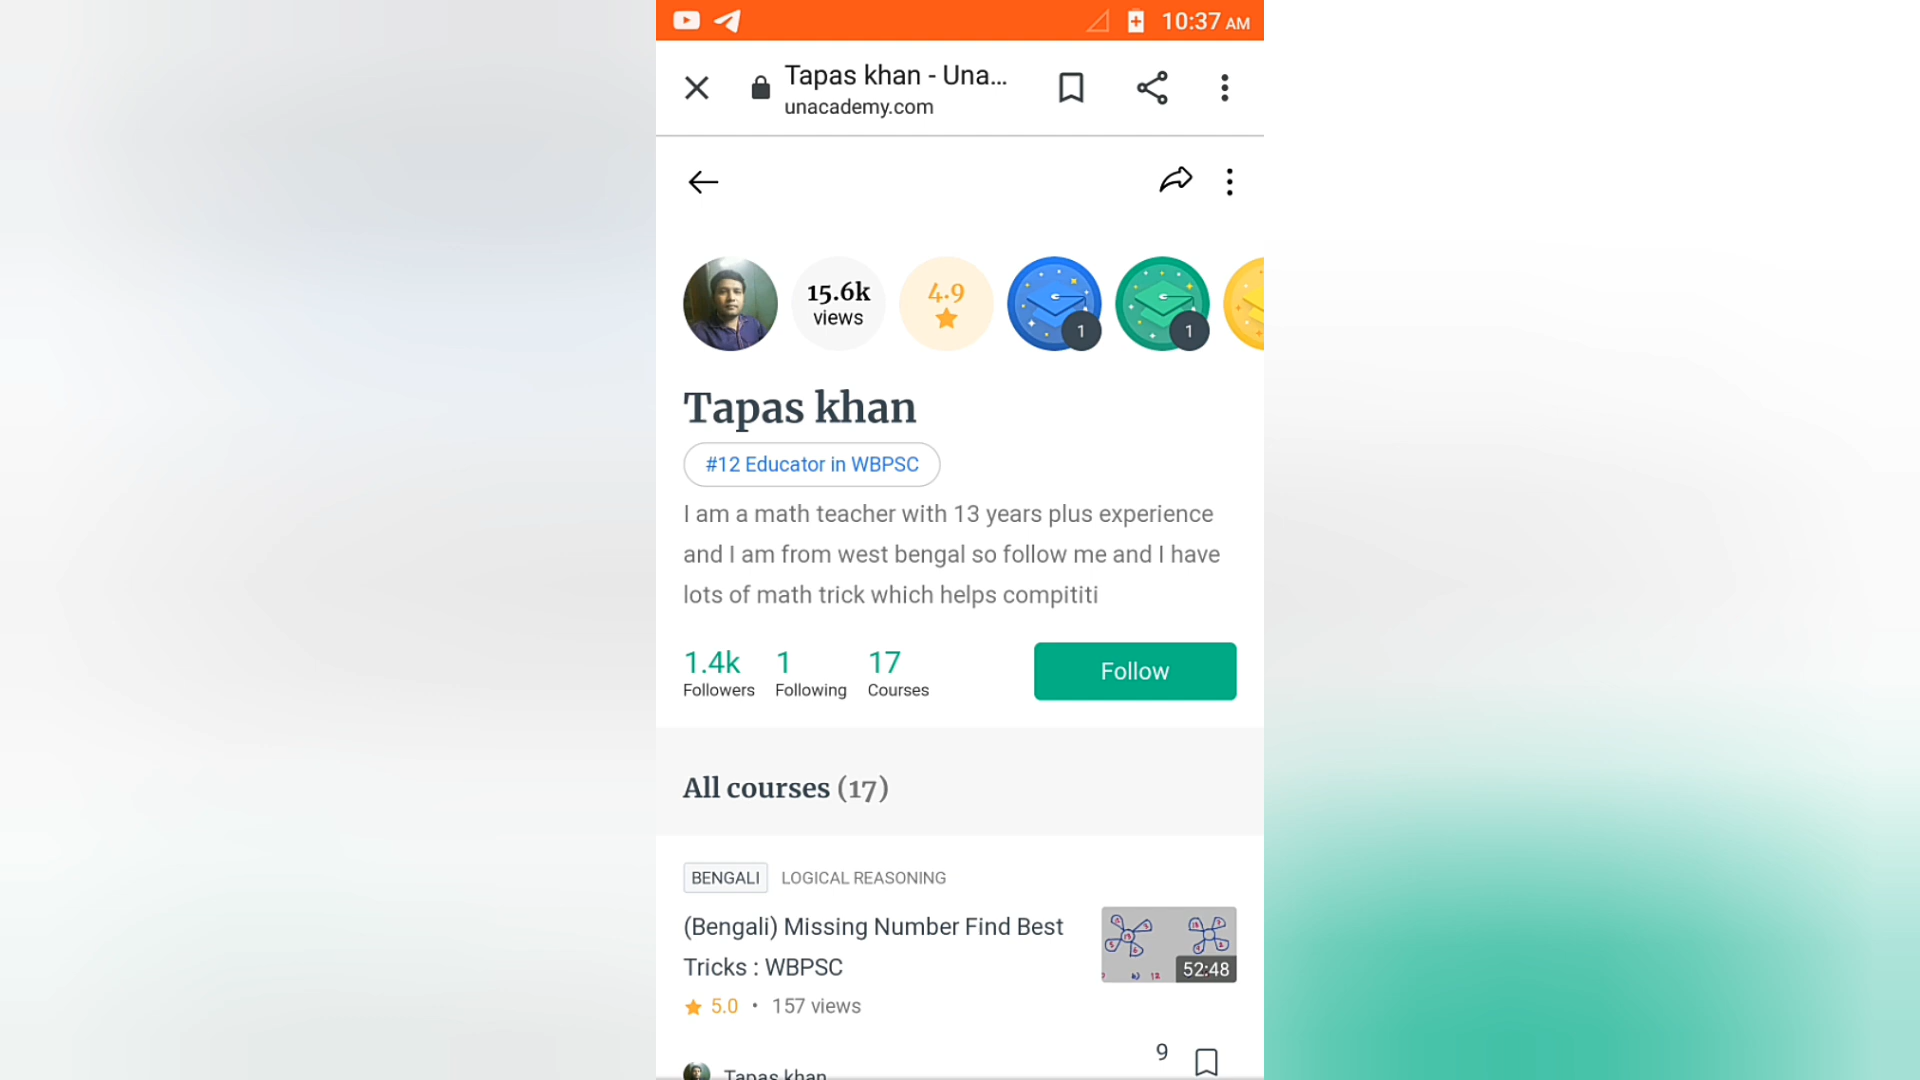 10:37 AM
Tapas khan - Una...
unacademy.com
15.6k
views
4.9
1
1
Tapas khan
#12 Educator in WBPSC
I am a math teacher with 13 years plus experience
and I am from west bengal so follow me and I have
lots of math trick which helps compititi
1.4k
Followers
1
Following
17
Courses
Follow
All courses (17)
BENGALI LOGICAL REASONING
(Bengali) Missing Number Find Best
Tricks : WBPSC
52:48
5.0 • 157 views
9
Tapas khan